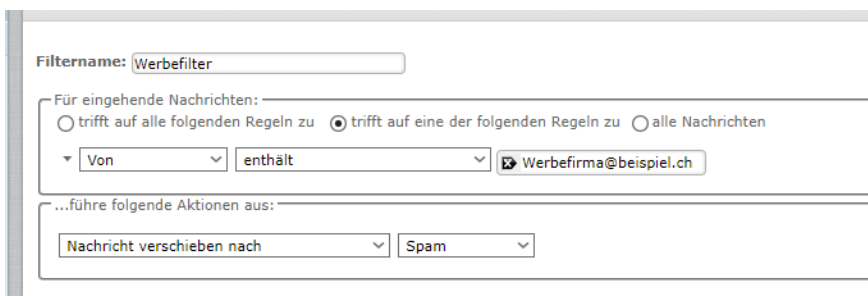 Filtername: Werbefilter
Für eingehende Nachrichten:
trifft auf alle folgenden Regeln zu trifft auf eine der folgenden Regeln zu alle Nachrichten
Von enthält Werbefirma@beispiel.ch
...führe folgende Aktionen aus:
Nachricht verschieben nach Spam